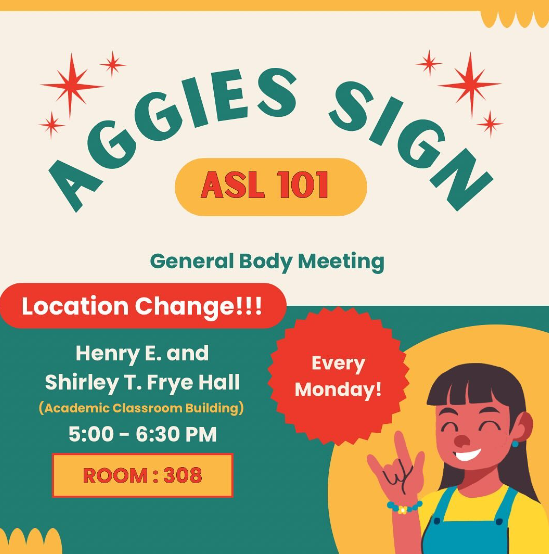 AGGIES SIGN
ASL 101
General Body Meeting
Location Change!!!
Henry E. and
Shirley T. Frye Hall
(Academic Classroom Building)
5:00 - 6:30 PM
ROOM : 308
Every
Monday!